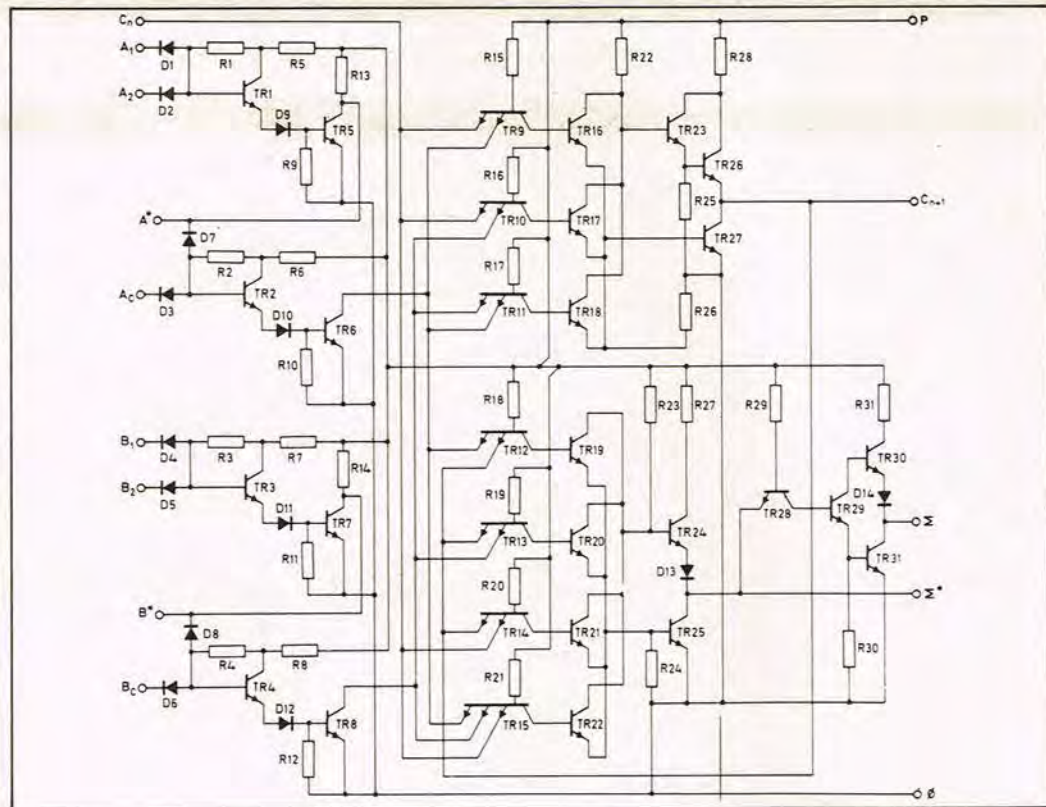 Cn P
A1
R15 R22 R28
D1 R1 R5 R13
A2
D2 TR1 D9 TR5
TR9 TR16 TR23
R9 R16 TR26
A* R25 Cn+1
D7 TR10 TR17 TR27
R2 R6 R17
AC TR2
D3 D10 TR6 TR11 TR18 R26
R10
R18 R23 R27 R29 R31
B1
D4 R3 R7 R14 TR12 TR19 TR30
B2
D5 TR3 R19 TR28 TR29 D14
D11 TR7 Σ
R11 TR13 TR20 TR24 TR31
R20 D13
B* Σ*
D8 TR14 TR21 TR25
R4 R8 R21 R24 R30
BC TR4
D6 D12 TR8 TR15 TR22
R12
Ø